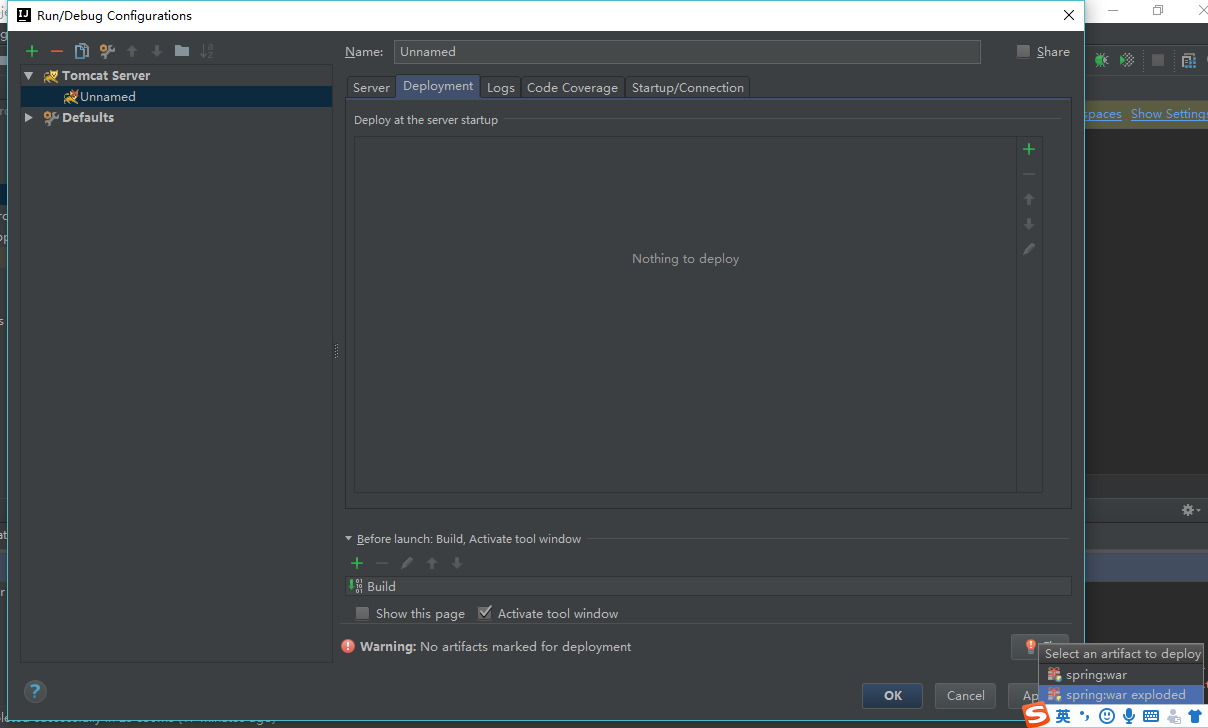 Run/Debug Configurations
Name: Unnamed Share
Tomcat Server
Unnamed
Defaults
Server Deployment Logs Code Coverage Startup/Connection
Deploy at the server startup
Nothing to deploy
spaces Show Settings
Before launch: Build, Activate tool window
Build
Show this page Activate tool window
Warning: No artifacts marked for deployment
Select an artifact to deploy
spring:war
spring:war exploded
? OK Cancel Ap
英